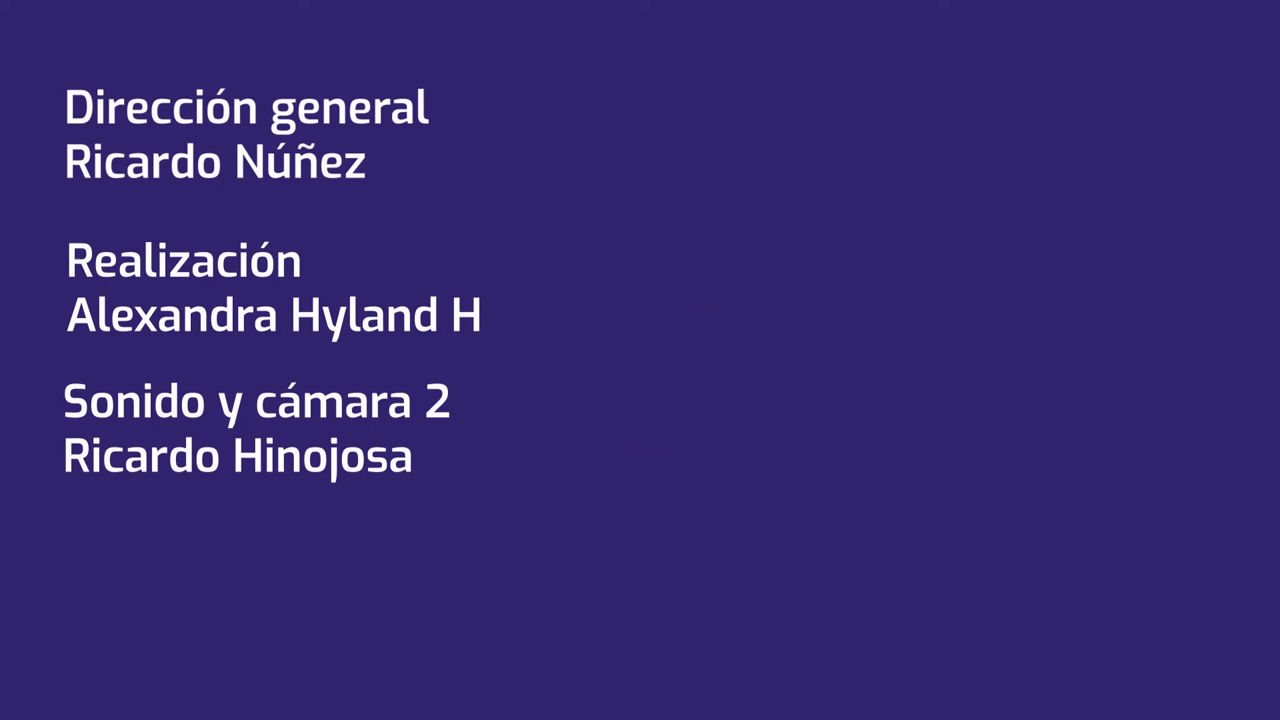 Dirección general
Ricardo Núñez
Realización
Alexandra Hyland H
Sonido y cámara 2
Ricardo Hinojosa